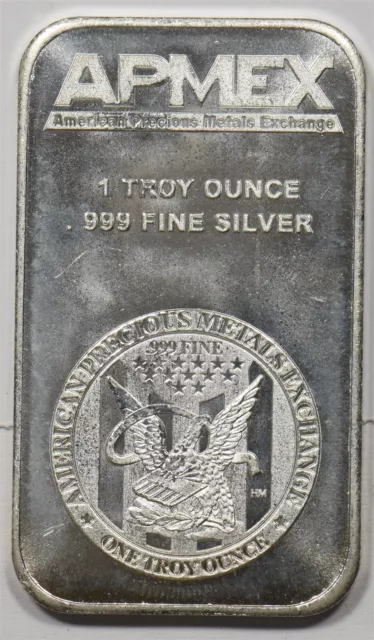 APMEX
American Precious Metals Exchange
1 TROY OUNCE
.999 FINE SILVER
AMERICAN PRECIOUS METALS EXCHANGE
.999 FINE
HM
ONE TROY OUNCE